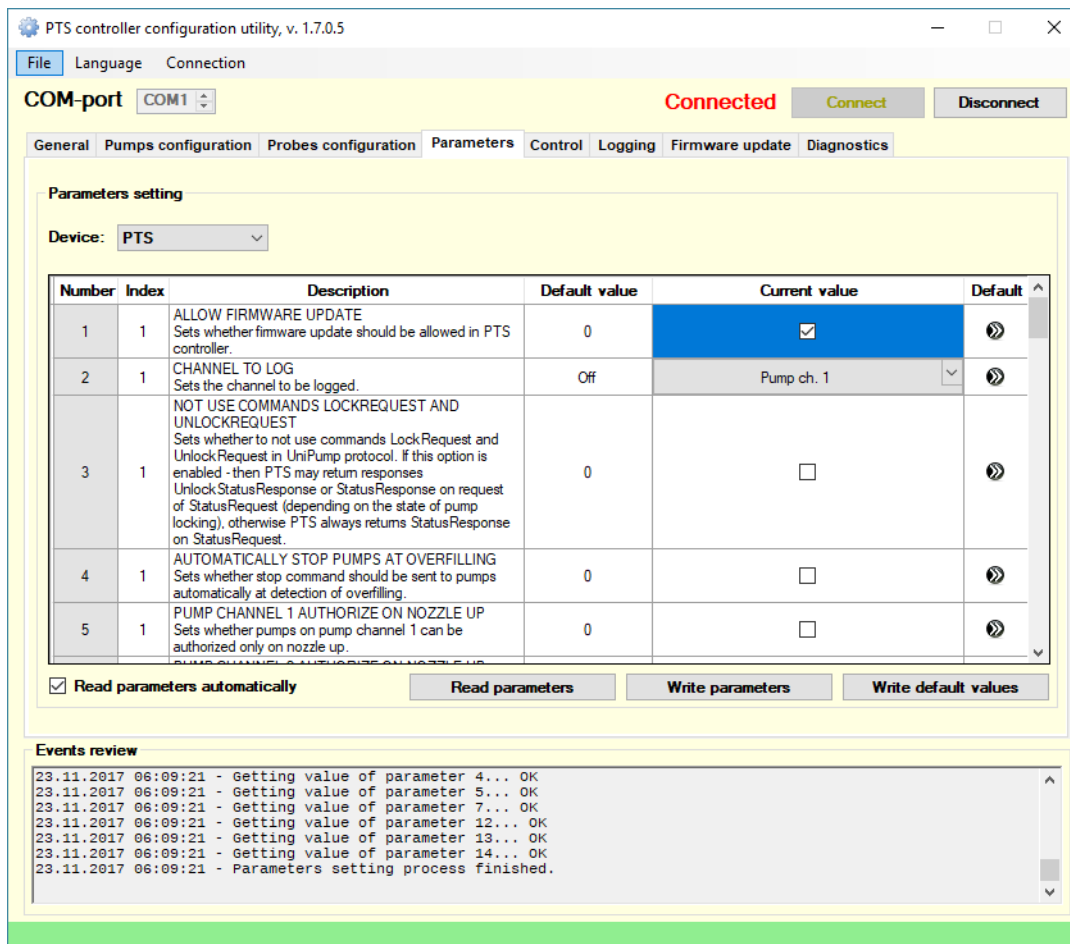 PTS controller configuration utility, v. 1.7.0.5
File Language Connection
COM-port COM1 Connected Connect Disconnect
General Pumps configuration Probes configuration Parameters Control Logging Firmware update Diagnostics
Parameters setting
Device: PTS
Number Index Description Default value Current value Default
ALLOW FIRMWARE UPDATE
1 1 Sets whether firmware update should be allowed in PTS 0
controller.
CHANNEL TO LOG
2 1 Sets the channel to be logged. Off Pump ch. 1
NOT USE COMMANDS LOCKREQUEST AND
UNLOCKREQUEST
Sets whether to not use commands LockRequest and
UnlockRequest in UniPump protocol. If this option is
3 1 enabled - then PTS may return responses 0
UnlockStatusResponse or StatusResponse on request
of StatusRequest (depending on the state of pump
locking), otherwise PTS always returns StatusResponse
on StatusRequest.
AUTOMATICALLY STOP PUMPS AT OVERFILLING
4 1 Sets whether stop command should be sent to pumps 0
automatically at detection of overfilling.
PUMP CHANNEL 1 AUTHORIZE ON NOZZLE UP
5 1 Sets whether pumps on pump channel 1 can be 0
authorized only on nozzle up.
Read parameters automatically Read parameters Write parameters Write default values
Events review
23.11.2017 06:09:21 - Getting value of parameter 4... OK
23.11.2017 06:09:21 - Getting value of parameter 5... OK
23.11.2017 06:09:21 - Getting value of parameter 7... OK
23.11.2017 06:09:21 - Getting value of parameter 12... OK
23.11.2017 06:09:21 - Getting value of parameter 13... OK
23.11.2017 06:09:21 - Getting value of parameter 14... OK
23.11.2017 06:09:21 - Parameters setting process finished.